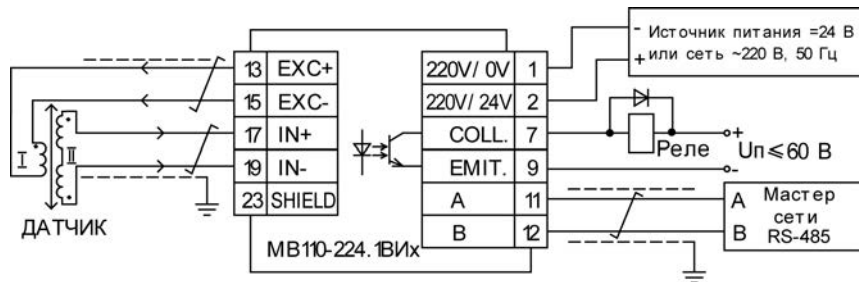 13 EXC+
15 EXC-
17 IN+
19 IN-
23 SHIELD
I
II
ДАТЧИК
220V/ 0V 1
220V/ 24V 2
COLL. 7
EMIT. 9
A 11
B 12
МВ110-224.1ВИх
- Источник питания =24 В
+ или сеть ~220 В, 50 Гц
Реле
+
Uп≤60 В
-
A Мастер
сети
B RS-485